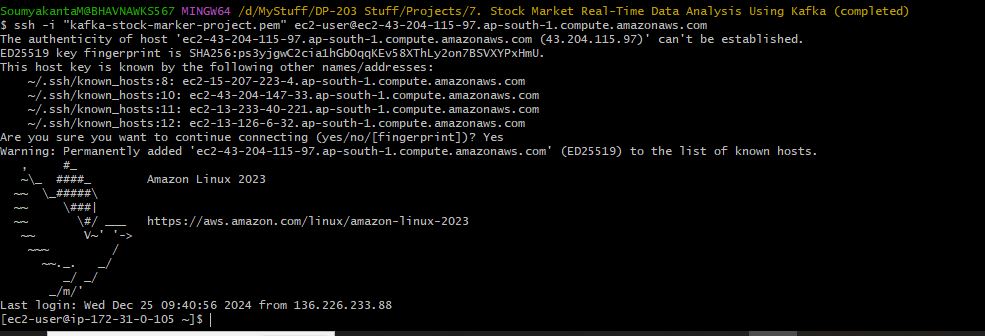 SoumyakantaM@BHAVNAWKS567 MINGW64 /d/MyStuff/DP-203 Stuff/Projects/7. Stock Market Real-Time Data Analysis Using Kafka (completed)
$ ssh -i "kafka-stock-marker-project.pem" ec2-user@ec2-43-204-115-97.ap-south-1.compute.amazonaws.com
The authenticity of host 'ec2-43-204-115-97.ap-south-1.compute.amazonaws.com (43.204.115.97)' can't be established.
ED25519 key fingerprint is SHA256:ps3yjgwC2cia1hGbOqqKEv58XThLy2on7BSVXYPxHmU.
This host key is known by the following other names/addresses:
    ~/.ssh/known_hosts:8: ec2-15-207-223-4.ap-south-1.compute.amazonaws.com
    ~/.ssh/known_hosts:10: ec2-43-204-147-33.ap-south-1.compute.amazonaws.com
    ~/.ssh/known_hosts:11: ec2-13-233-40-221.ap-south-1.compute.amazonaws.com
    ~/.ssh/known_hosts:12: ec2-13-126-6-32.ap-south-1.compute.amazonaws.com
Are you sure you want to continue connecting (yes/no/[fingerprint])? Yes
Warning: Permanently added 'ec2-43-204-115-97.ap-south-1.compute.amazonaws.com' (ED25519) to the list of known hosts.
   ,     #_
   ~\_  ####_        Amazon Linux 2023
  ~~  \_#####\
  ~~     \###|
  ~~       \#/ ___   https://aws.amazon.com/linux/amazon-linux-2023
   ~~       V~' '->
    ~~~         /
      ~~._.   _/
         _/ _/
       _/m/'
Last login: Wed Dec 25 09:40:56 2024 from 136.226.233.88
[ec2-user@ip-172-31-0-105 ~]$